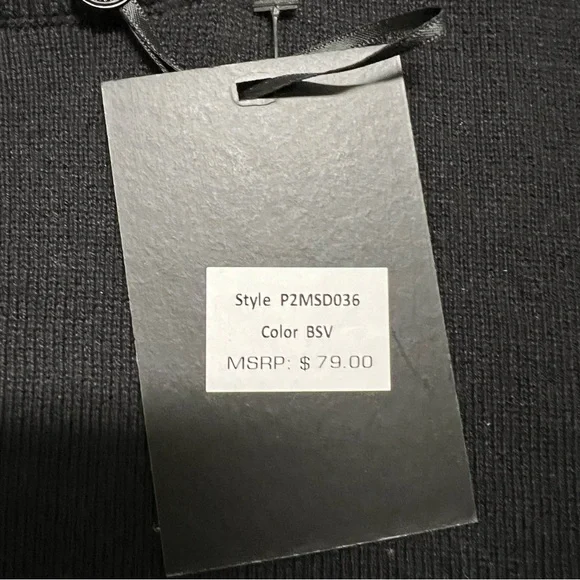 Style P2MSD036
Color BSV
MSRP: $ 79.00